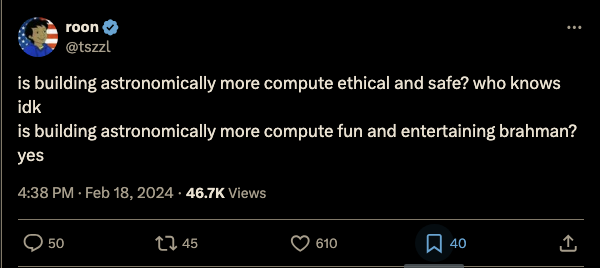 roon
@tszzl
is building astronomically more compute ethical and safe? who knows
idk
is building astronomically more compute fun and entertaining brahman?
yes
4:38 PM · Feb 18, 2024 · 46.7K Views
50 45 610 40